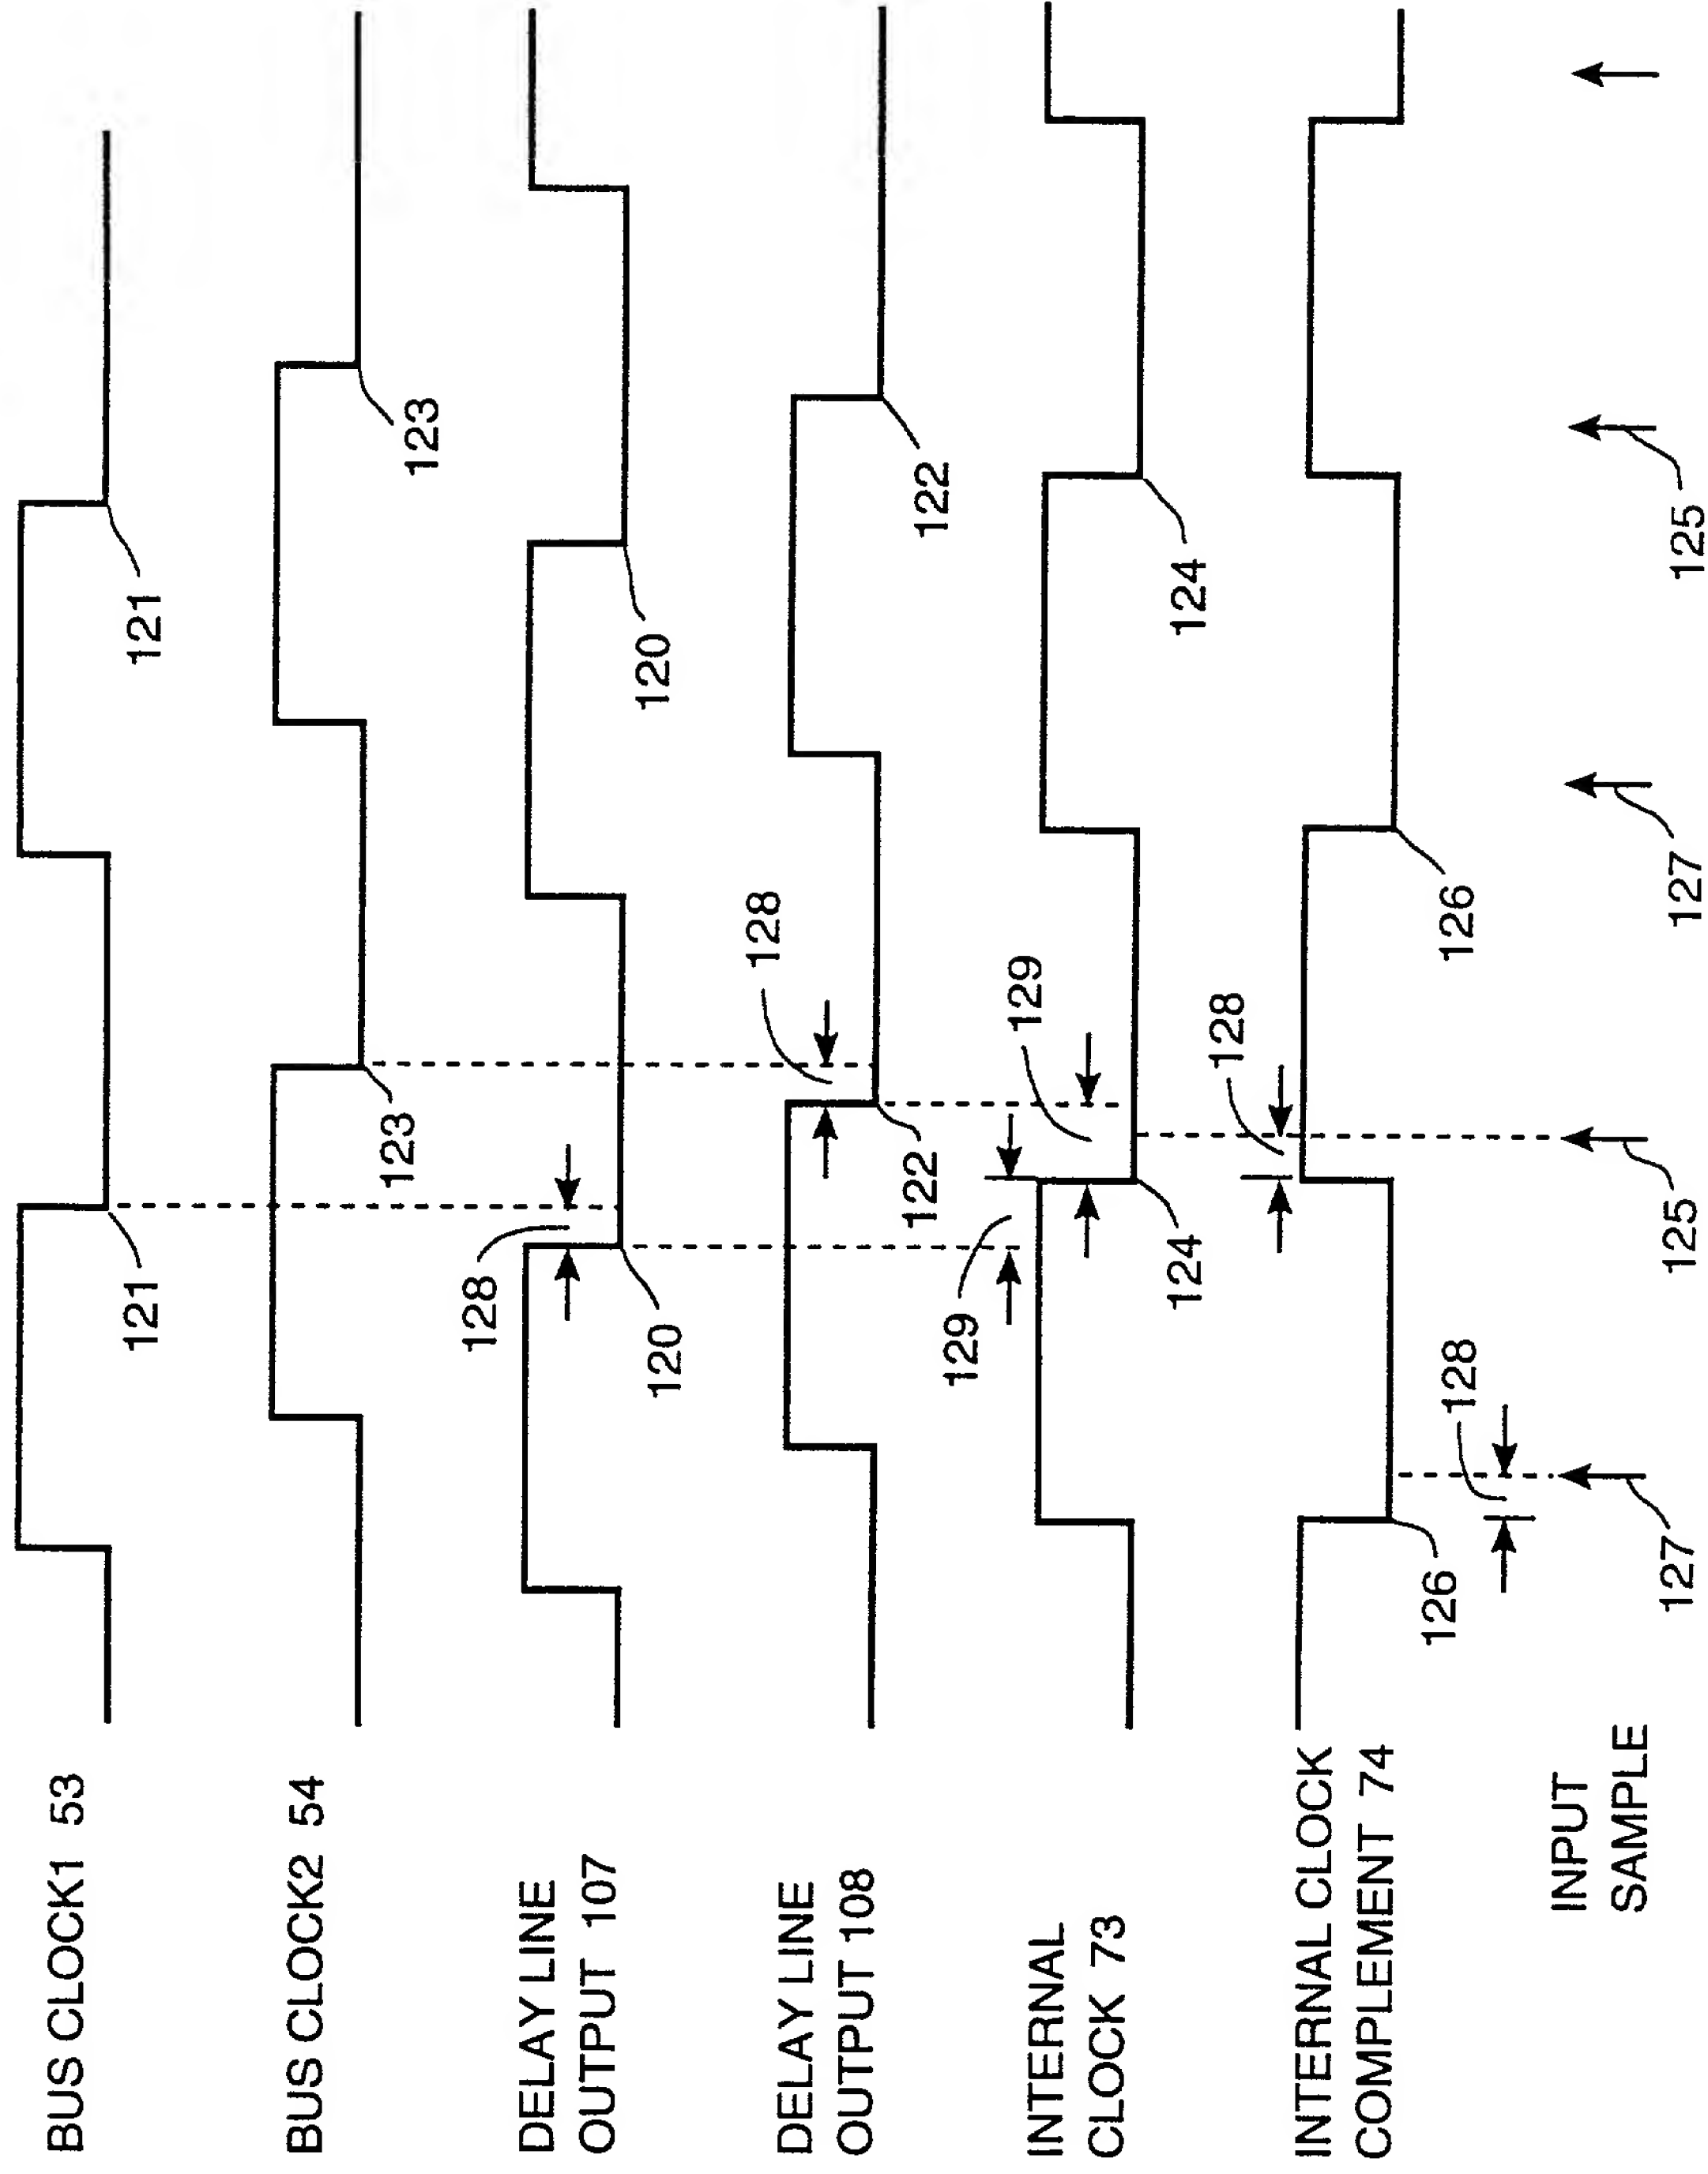 BUS CLOCK1 53
121
121
BUS CLOCK2 54
123
123
DELAY LINE
OUTPUT 107
128
120
120
DELAY LINE
OUTPUT 108
128
122
122
INTERNAL
CLOCK 73
129
129
124
124
INTERNAL CLOCK
COMPLEMENT 74
128
126
128
126
INPUT
SAMPLE
127
125
127
125